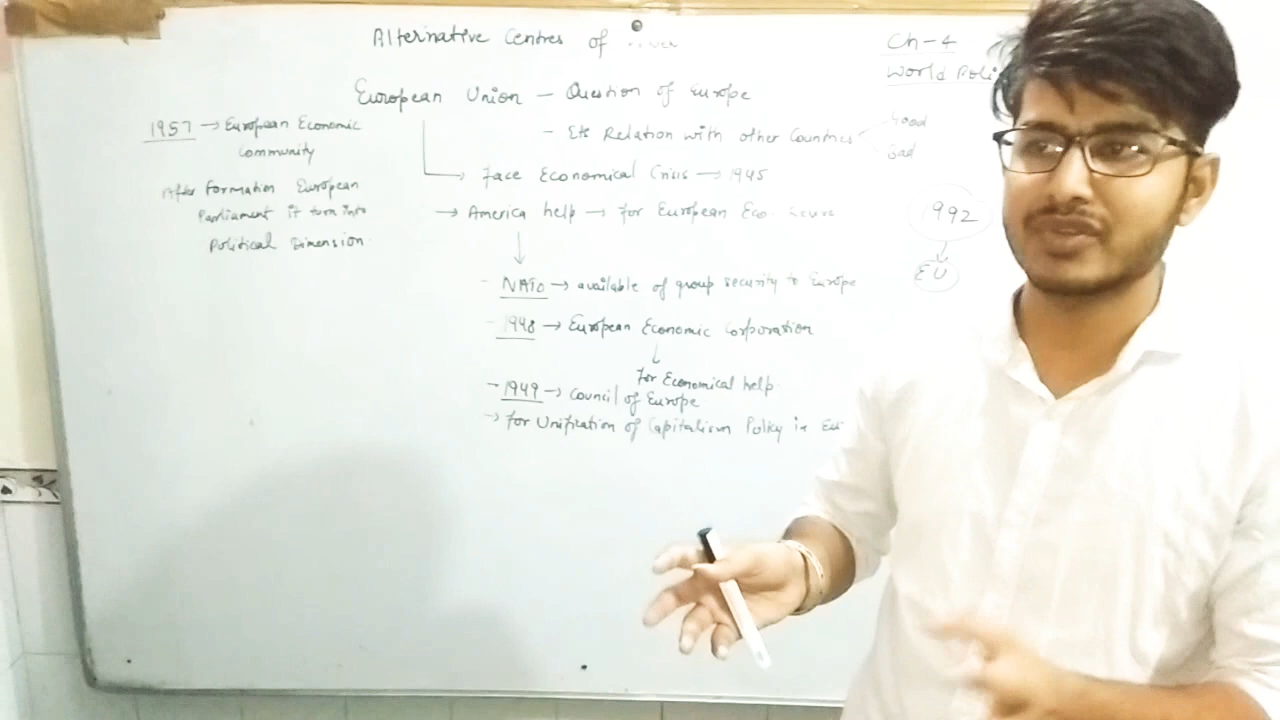 Alternative Centres of
Ch-4
World Poli
European Union - Question of Europe
- Its Relation with other Countries
Good
Bad
1957 → European Economic
Community
After Formation European
Parliament it turn into
Political Dimension.
Face Economical Crisis → 1945
→ America help → for European Eco.
1992
EU
- NATO → available of group security to Europe
- 1948 → European Economic Corporation
For Economical help.
- 1949 → Council of Europe
→ for Unification of Capitalism Policy in